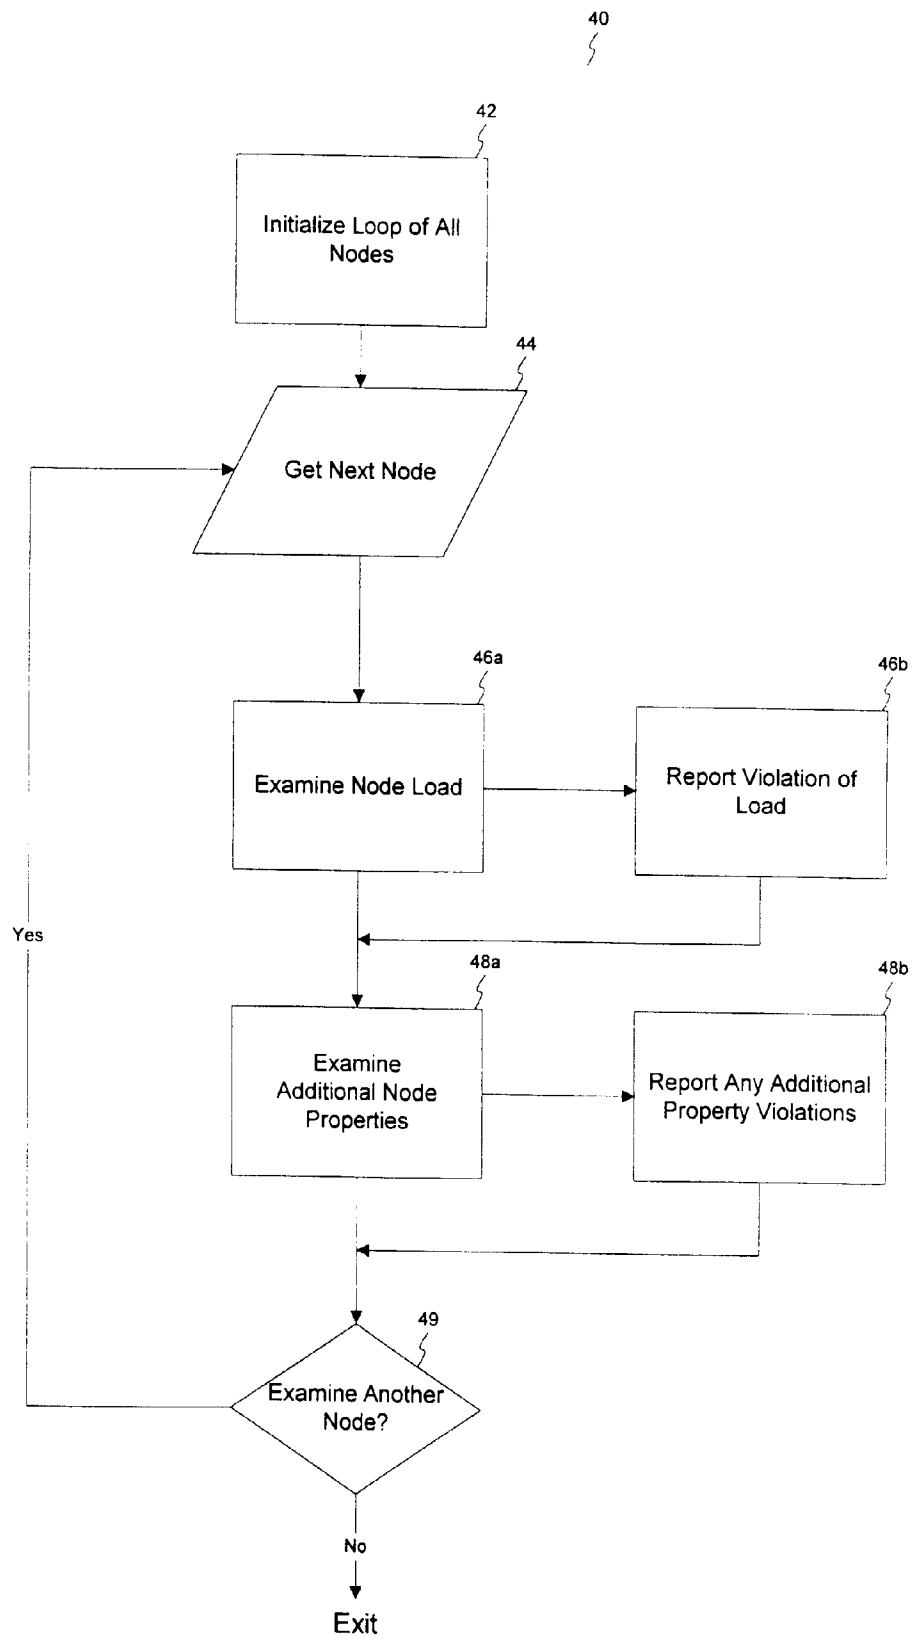 40
42
Initialize Loop of All
Nodes
44
Get Next Node
46a
46b
Examine Node Load
Report Violation of
Load
Yes
48a
48b
Examine
Additional Node
Properties
Report Any Additional
Property Violations
49
Examine Another
Node?
No
Exit